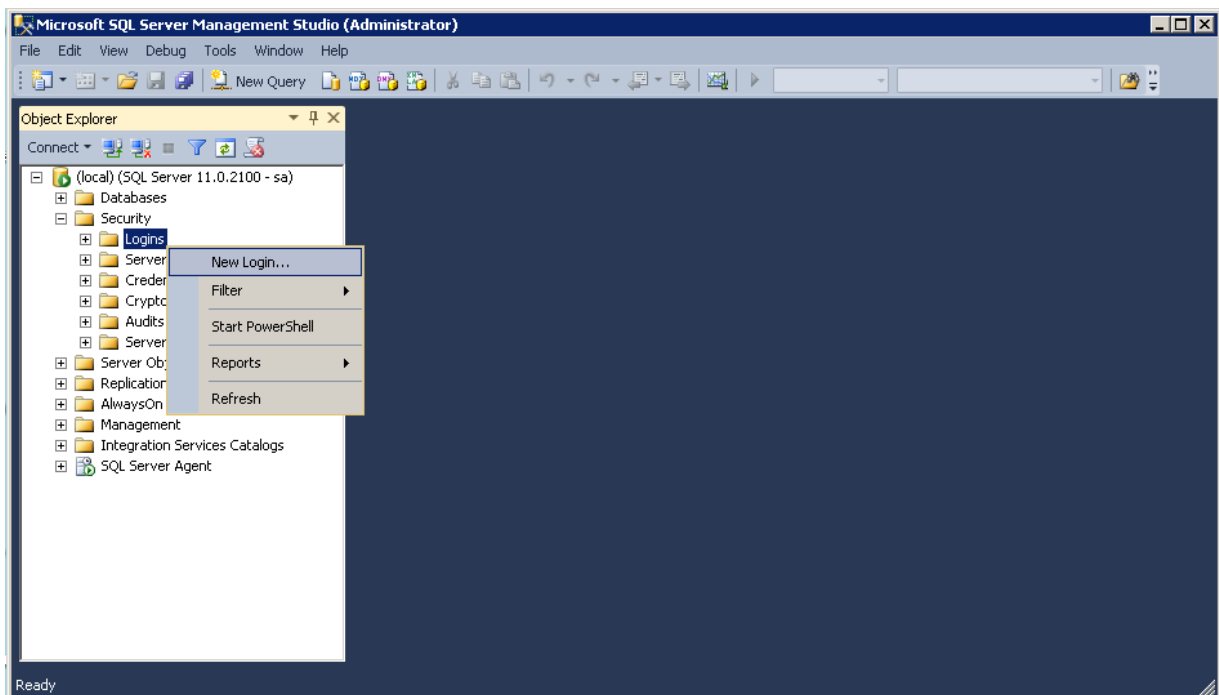 Microsoft SQL Server Management Studio (Administrator)
File Edit View Debug Tools Window Help
New Query
Object Explorer
Connect
(local) (SQL Server 11.0.2100 - sa)
Databases
Security
Logins
Server
New Login...
Creden
Filter
Crypto
Audits
Start PowerShell
Server
Server Obj
Reports
Replication
AlwaysOn
Refresh
Management
Integration Services Catalogs
SQL Server Agent
Ready